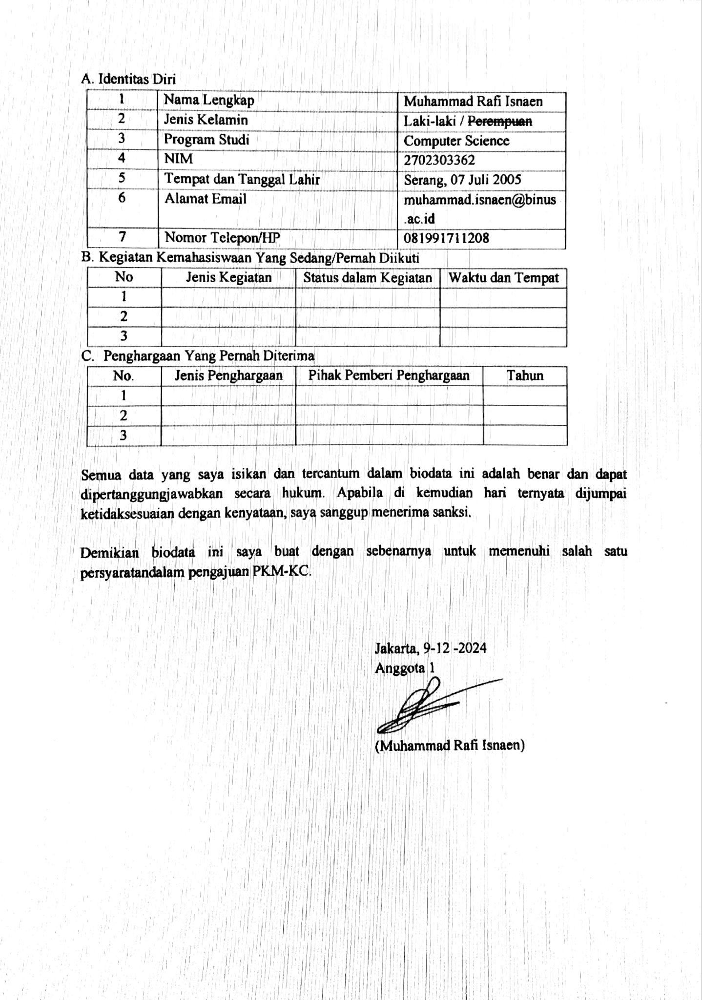 A. Identitas Diri
1 Nama Lengkap Muhammad Rafi Isnaen
2 Jenis Kelamin Laki-laki / Perempuan
3 Program Studi Computer Science
4 NIM 2702303362
5 Tempat dan Tanggal Lahir Serang, 07 Juli 2005
6 Alamat Email muhammad.isnaen@binus
.ac.id
7 Nomor Telepon/HP 081991711208
B. Kegiatan Kemahasiswaan Yang Sedang/Pernah Diikuti
No Jenis Kegiatan Status dalam Kegiatan Waktu dan Tempat
1
2
3
C. Penghargaan Yang Pernah Diterima
No. Jenis Penghargaan Pihak Pemberi Penghargaan Tahun
1
2
3
Semua data yang saya isikan dan tercantum dalam biodata ini adalah benar dan dapat
dipertanggungjawabkan secara hukum. Apabila di kemudian hari ternyata dijumpai
ketidaksesuaian dengan kenyataan, saya sanggup menerima sanksi.
Demikian biodata ini saya buat dengan sebenarnya untuk memenuhi salah satu
persyaratandalam pengajuan PKM-KC.
Jakarta, 9-12 -2024
Anggota 1
(Muhammad Rafi Isnaen)